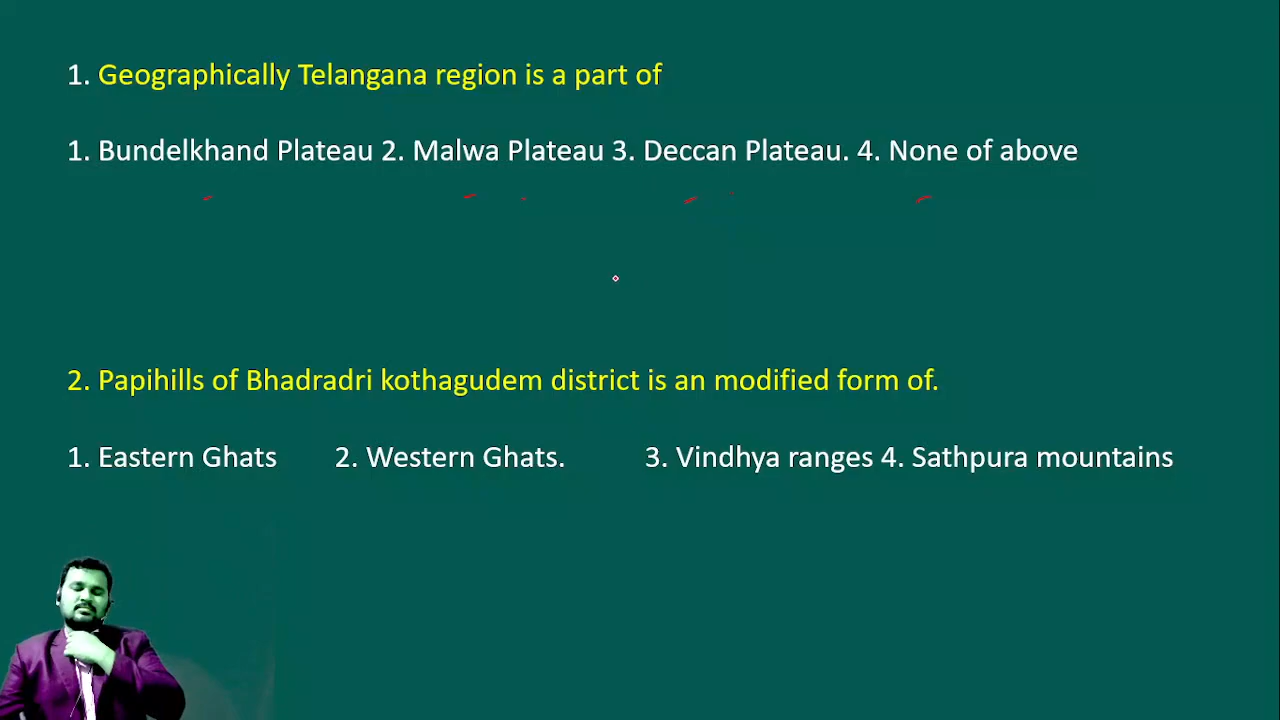 1. Geographically Telangana region is a part of
1. Bundelkhand Plateau 2. Malwa Plateau 3. Deccan Plateau. 4. None of above
2. Papihills of Bhadradri kothagudem district is an modified form of.
1. Eastern Ghats 2. Western Ghats. 3. Vindhya ranges 4. Sathpura mountains